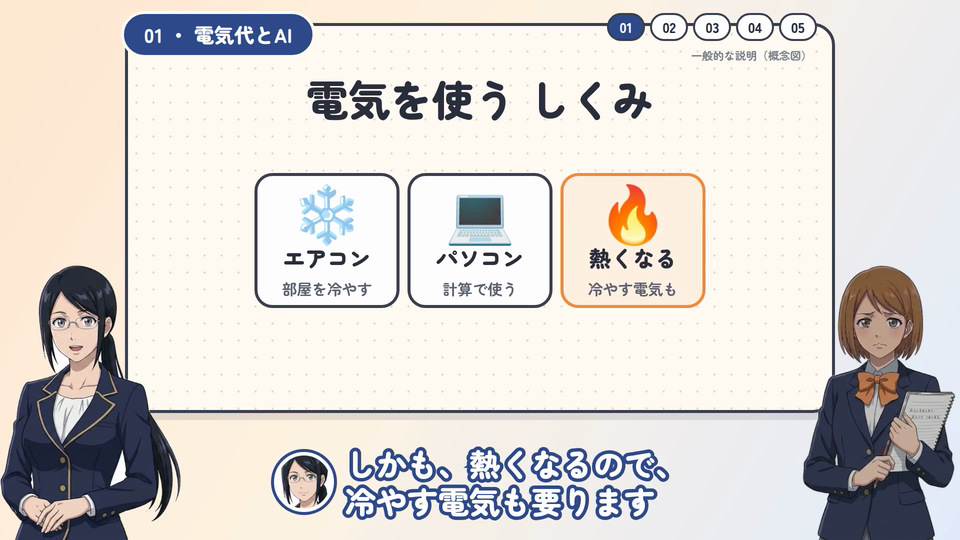 01 ・ 電気代とAI
01 02 03 04 05
一般的な説明（概念図）
電気を使う しくみ
エアコン
部屋を冷やす
パソコン
計算で使う
熱くなる
冷やす電気も
しかも、熱くなるので、
冷やす電気も要ります